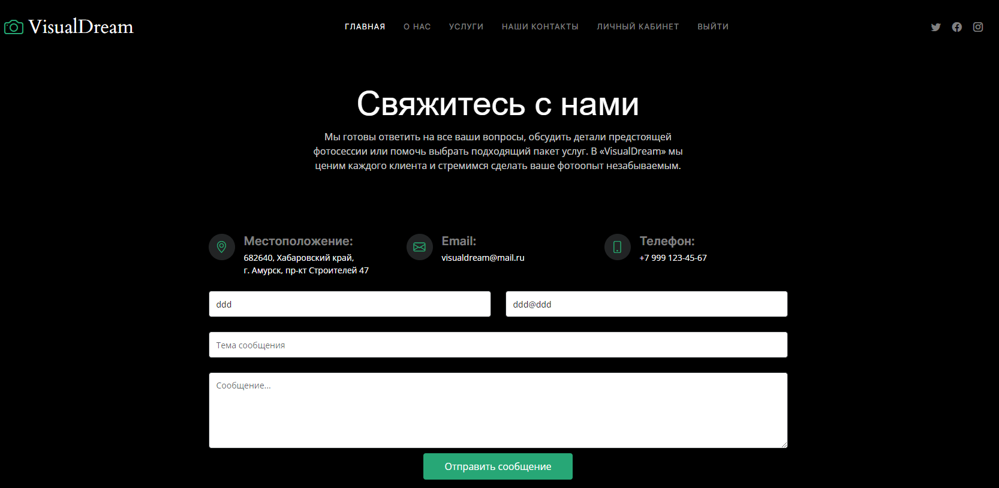 VisualDream
ГЛАВНАЯ О НАС УСЛУГИ НАШИ КОНТАКТЫ ЛИЧНЫЙ КАБИНЕТ ВЫЙТИ
Свяжитесь с нами
Мы готовы ответить на все ваши вопросы, обсудить детали предстоящей
фотосессии или помочь выбрать подходящий пакет услуг. В «VisualDream» мы
ценим каждого клиента и стремимся сделать ваше фотоопыт незабываемым.
Местоположение:
682640, Хабаровский край,
г. Амурск, пр-кт Строителей 47
Email:
visualdream@mail.ru
Телефон:
+7 999 123-45-67
ddd
ddd@ddd
Тема сообщения
Сообщение...
Отправить сообщение